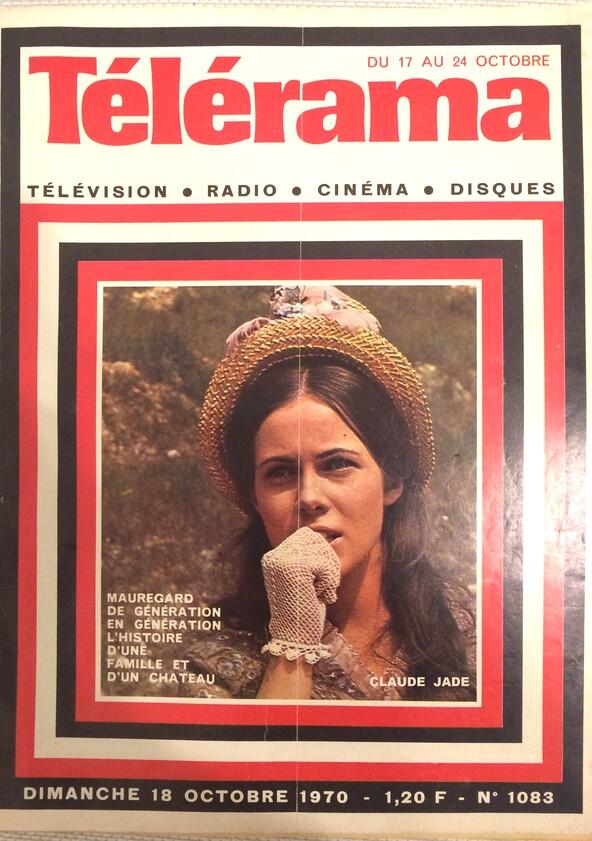 DU 17 AU 24 OCTOBRE
Télérama
TÉLÉVISION ● RADIO ● CINÉMA ● DISQUES
MAUREGARD
DE GÉNÉRATION
EN GÉNÉRATION
L'HISTOIRE
D'UNE
FAMILLE ET
D'UN CHATEAU
CLAUDE JADE
DIMANCHE 18 OCTOBRE 1970 - 1,20 F - N° 1083